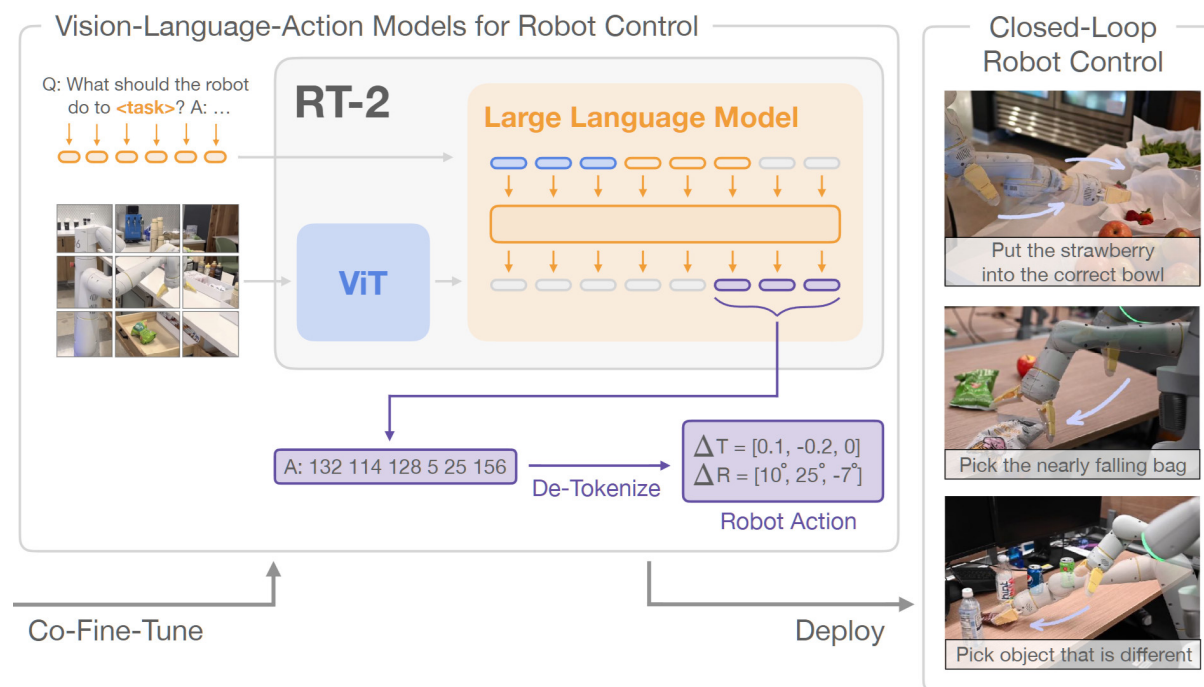 Vision-Language-Action Models for Robot Control
Q: What should the robot
do to <task>? A: …
RT-2
Large Language Model
ViT
A: 132 114 128 5 25 156
De-Tokenize
ΔT = [0.1, -0.2, 0]
ΔR = [10°, 25°, -7°]
Robot Action
Co-Fine-Tune
Deploy
Closed-Loop
Robot Control
Put the strawberry
into the correct bowl
Pick the nearly falling bag
Pick object that is different